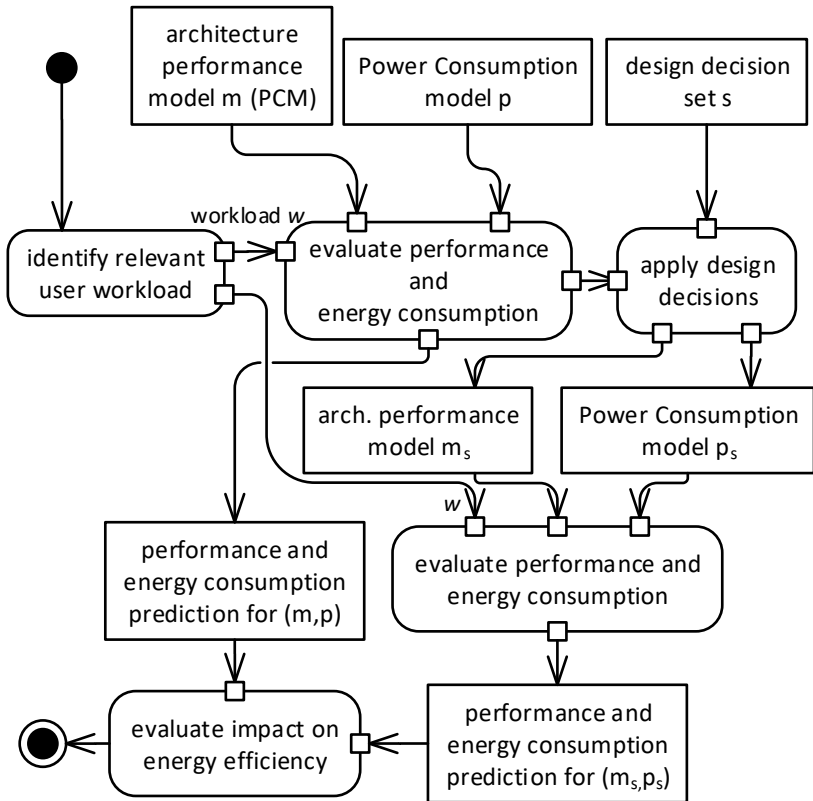 architecture
performance
model m (PCM)
Power Consumption
model p
design decision
set s
workload w
identify relevant
user workload
evaluate performance
and
energy consumption
apply design
decisions
arch. performance
model mₛ
Power Consumption
model pₛ
w
performance and
energy consumption
prediction for (m,p)
evaluate performance and
energy consumption
evaluate impact on
energy efficiency
performance and
energy consumption
prediction for (mₛ,pₛ)